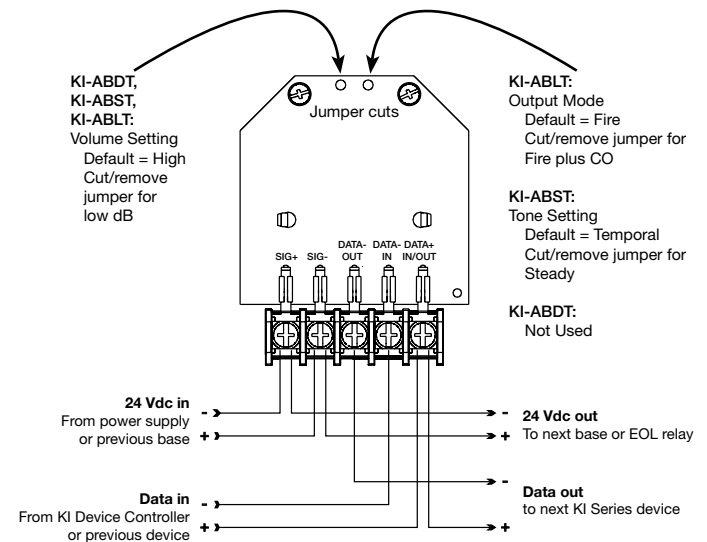 KI-ABDT,
KI-ABST,
KI-ABLT:
Volume Setting
Default = High
Cut/remove
jumper for
low dB
Jumper cuts
KI-ABLT:
Output Mode
Default = Fire
Cut/remove jumper for
Fire plus CO
KI-ABST:
Tone Setting
Default = Temporal
Cut/remove jumper for
Steady
KI-ABDT:
Not Used
SIG+ SIG- DATA- OUT DATA- IN DATA+ IN/OUT
24 Vdc in
From power supply
or previous base
-
+
-
+
24 Vdc out
To next base or EOL relay
Data in
From KI Device Controller
or previous device
-
+
-
+
Data out
to next KI Series device